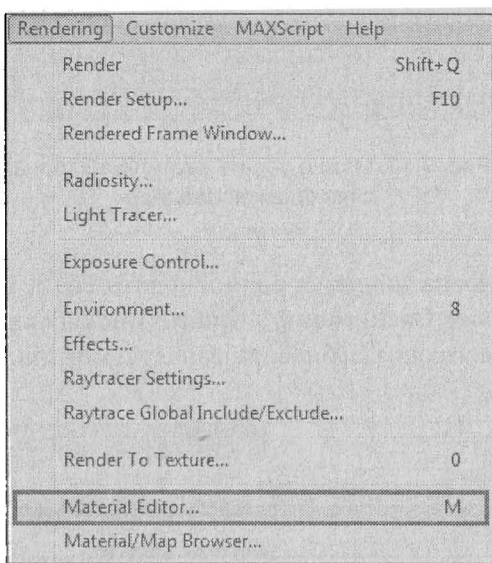 Rendering Customize MAXScript Help
Render Shift+Q
Render Setup... F10
Rendered Frame Window...
Radiosity...
Light Tracer...
Exposure Control...
Environment... 8
Effects...
Raytracer Settings...
Raytrace Global Include/Exclude...
Render To Texture... 0
Material Editor... M
Material/Map Browser...